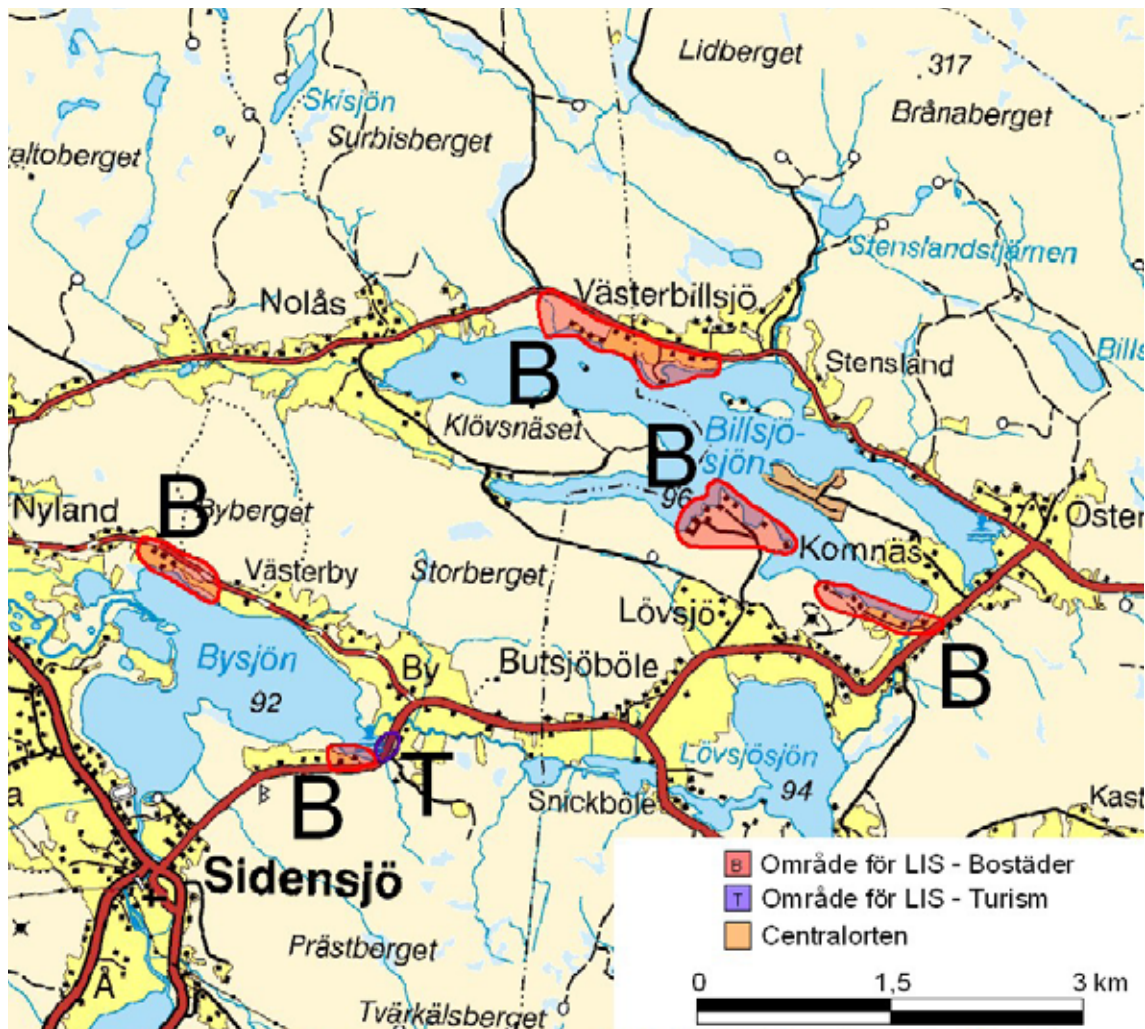 Lidberget
317
Skisjön
Brånaberget
Surbisberget
altoberget
Stenslandstjärnen
Nolås
Västerbillsjö
Bills
Stensland
B
Klövsnäset
Billsjö-
sjön
B
B
96
Nyland
Byberget
Öster
Komnäs
Västerby
Storberget
Lövsjö
Bysjön
By
Butsjöböle
B
92
Lövsjösjön
T
94
B
Snickböle
Kast
a
Sidensjö
B Område för LIS - Bostäder
T Område för LIS - Turism
Centralorten
Prästberget
0 1,5 3 km
Å
Tvärkälsberget